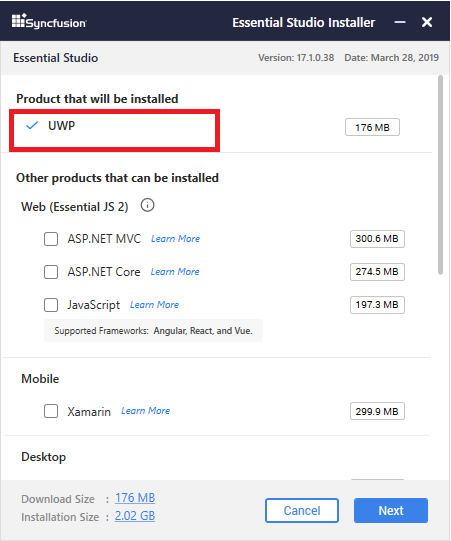 Syncfusion Essential Studio Installer
Essential Studio Version: 17.1.0.38 Date: March 28, 2019
Product that will be installed
UWP 176 MB
Other products that can be installed
Web (Essential JS 2)
ASP.NET MVC Learn More 300.6 MB
ASP.NET Core Learn More 274.5 MB
JavaScript Learn More 197.3 MB
Supported Frameworks: Angular, React, and Vue.
Mobile
Xamarin Learn More 299.9 MB
Desktop
Download Size : 176 MB
Installation Size : 2.02 GB
Cancel Next